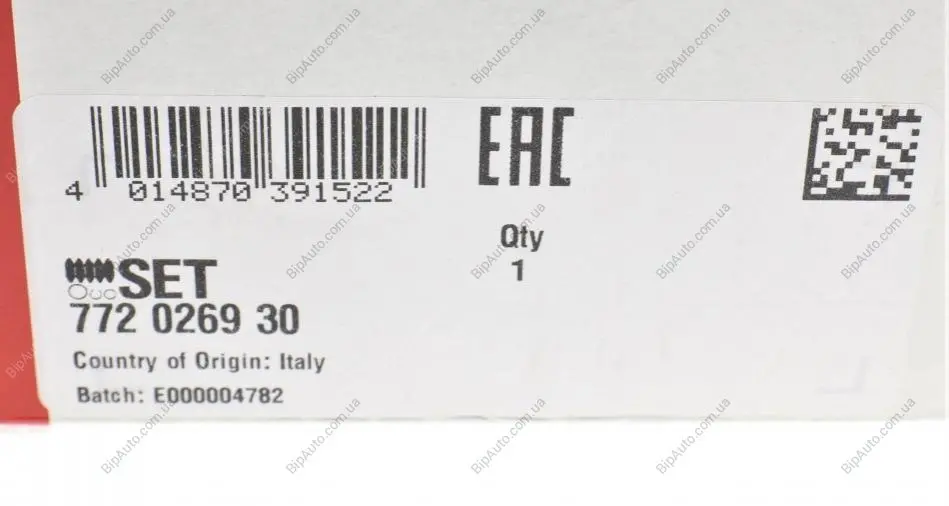 4 014870 391522
EAC
Qty
1
SET
772 0269 30
Country of Origin: Italy
Batch: E000004782
BipAuto.com.ua